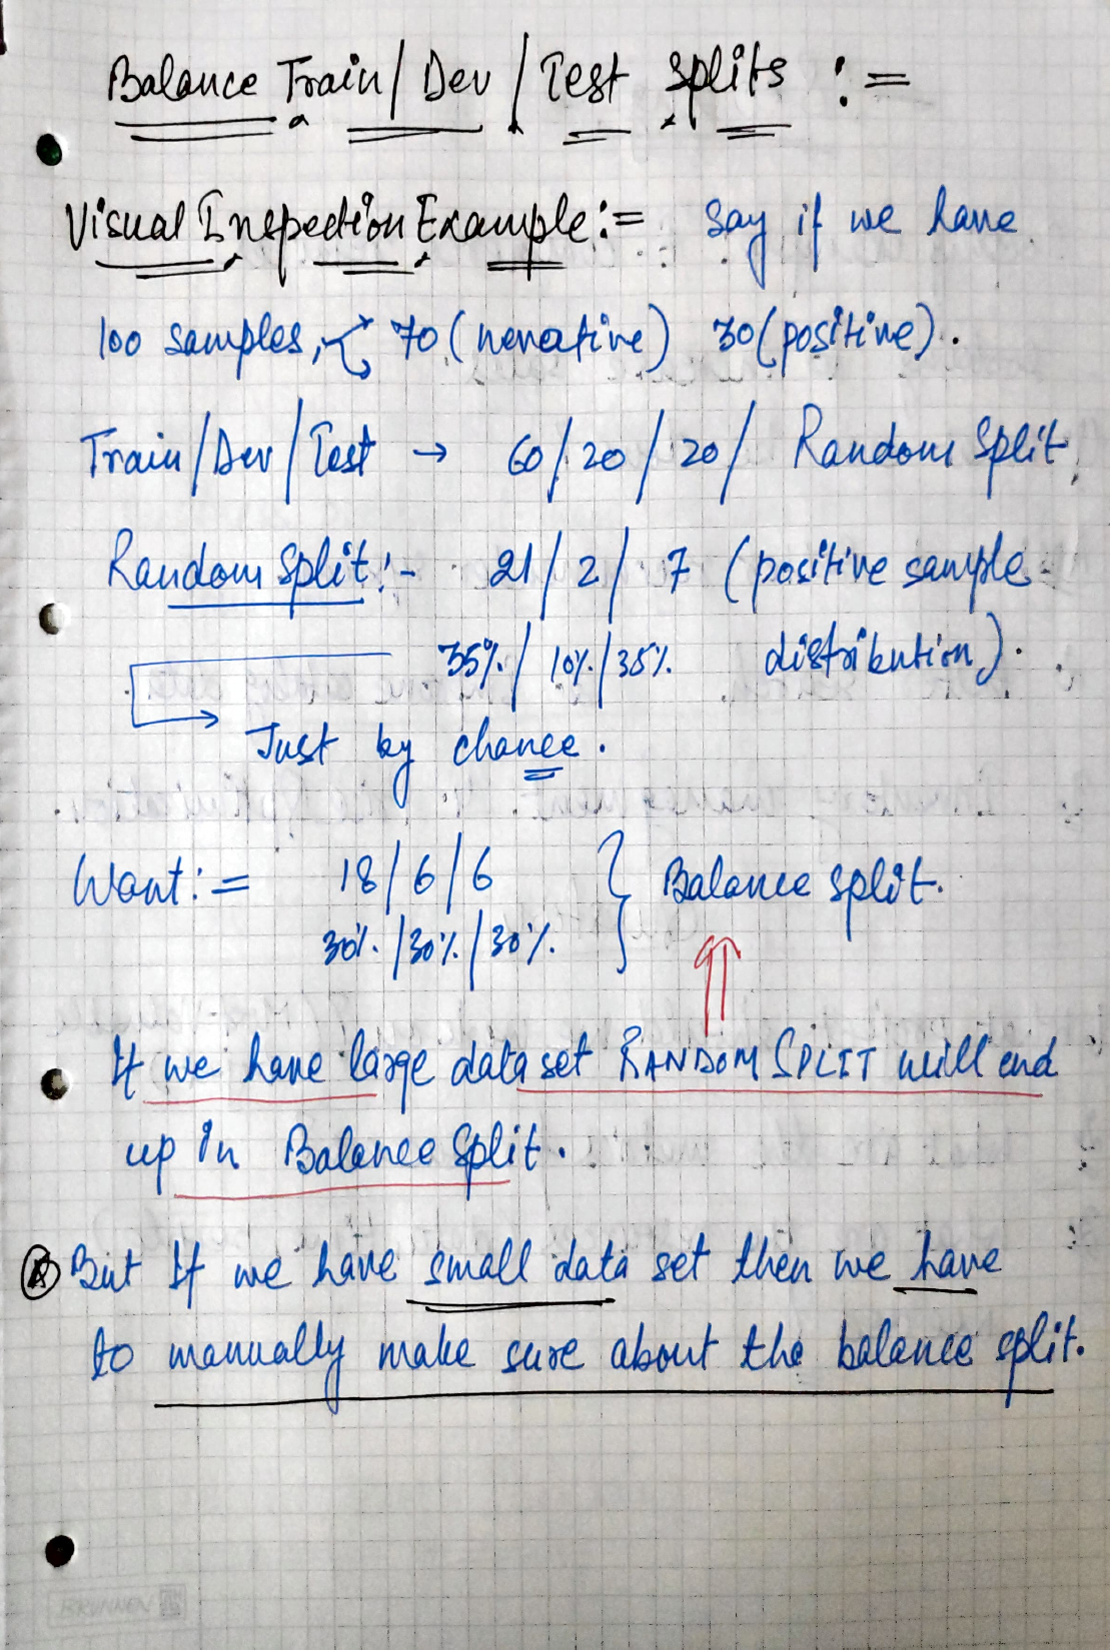 Balance Train/Dev/Test splits :=
Visual Inspection Example:= Say if we have
100 samples, 70 (nevative) 30 (positive).
Train/Dev/Test → 60/20/20/ Random Split,
Random Split:- 21/2/7 (positive sample
35%/10%/35% distribution).
Just by chance.
Want:= 18/6/6 } Balance split.
30%/30%/30%.
If we have large data set RANDOM SPLIT will end
up in Balance Split.
But If we have small data set then we have
to manually make sure about the balance split.
BRUNNEN